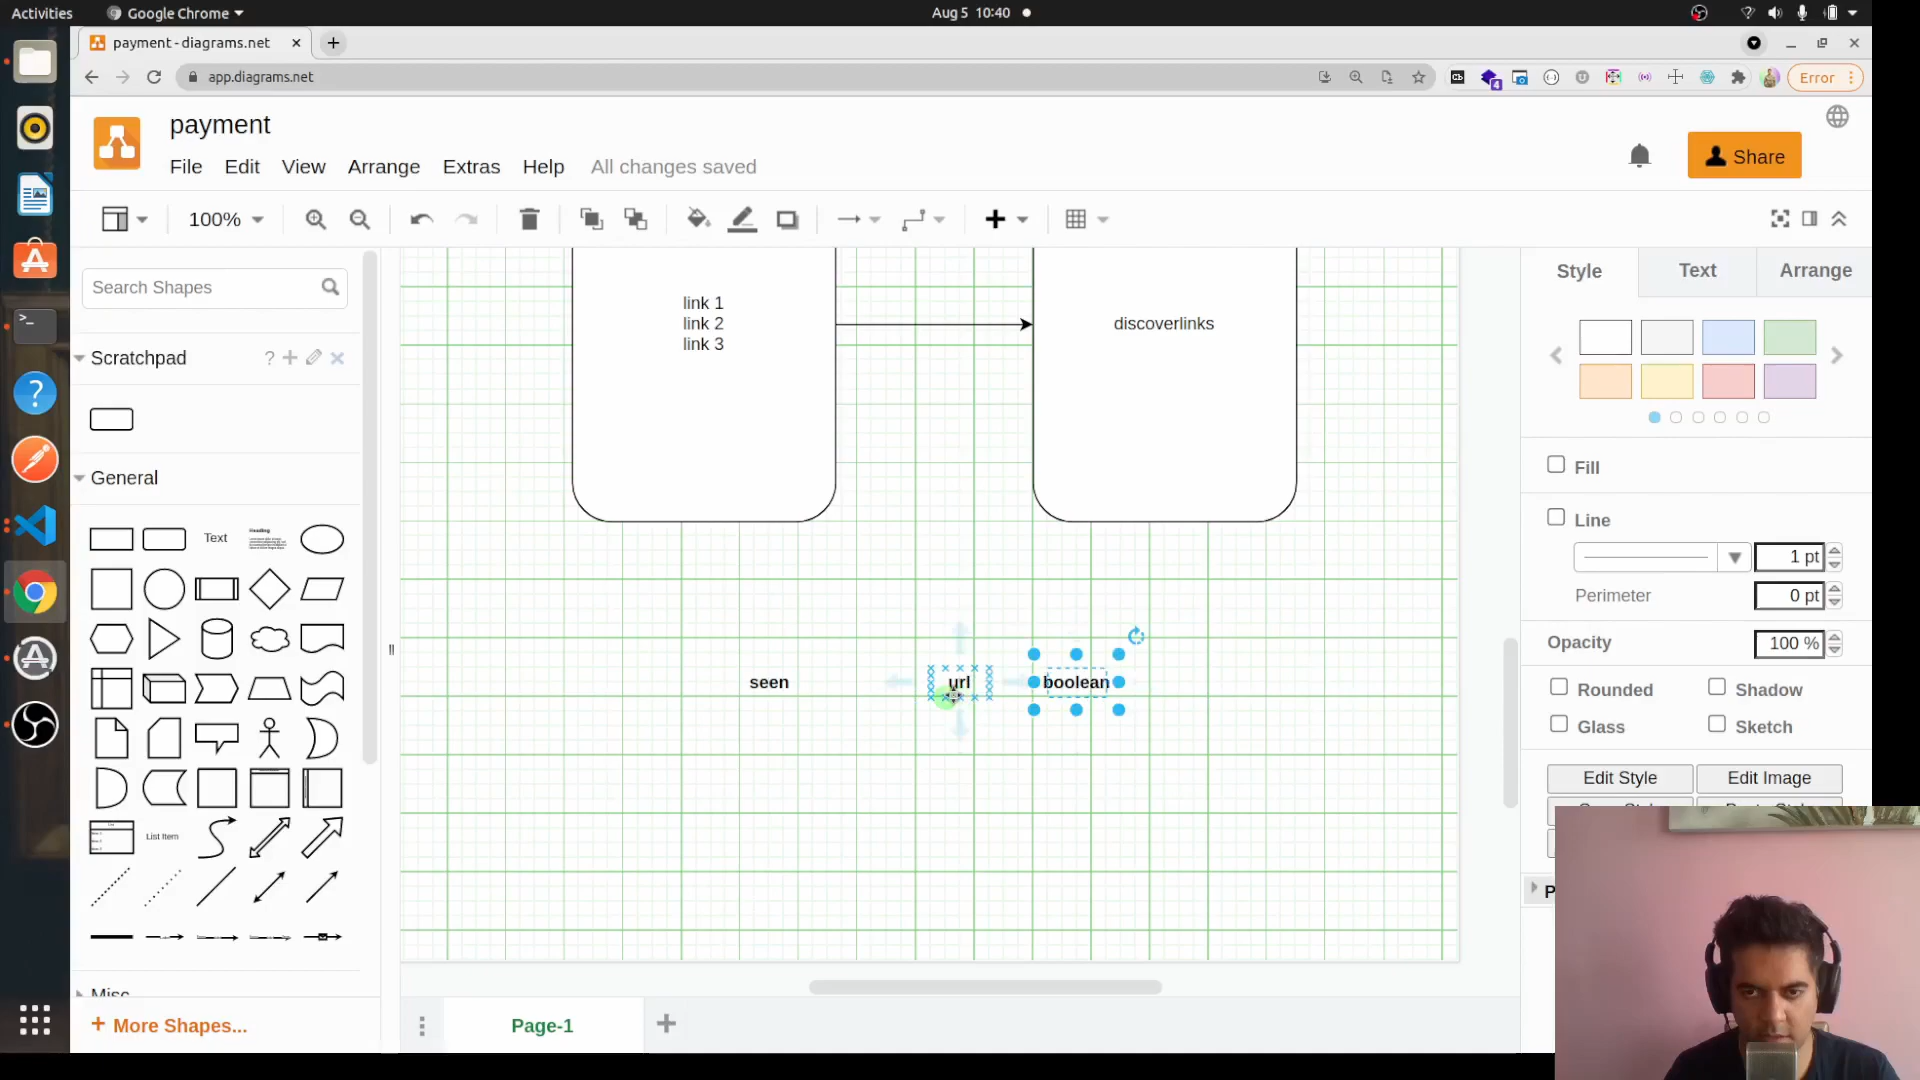 Activities
Google Chrome
Aug 5 10:40
payment - diagrams.net
app.diagrams.net
Error
payment
File Edit View Arrange Extras Help All changes saved
Share
100%
Search Shapes
Scratchpad
?
General
Text
Heading
List Item
Misc
+ More Shapes...
link 1
link 2
link 3
discoverlinks
seen
url
boolean
Page-1
Style Text Arrange
Fill
Line
1 pt
Perimeter
0 pt
Opacity
100 %
Rounded
Shadow
Glass
Sketch
Edit Style
Edit Image